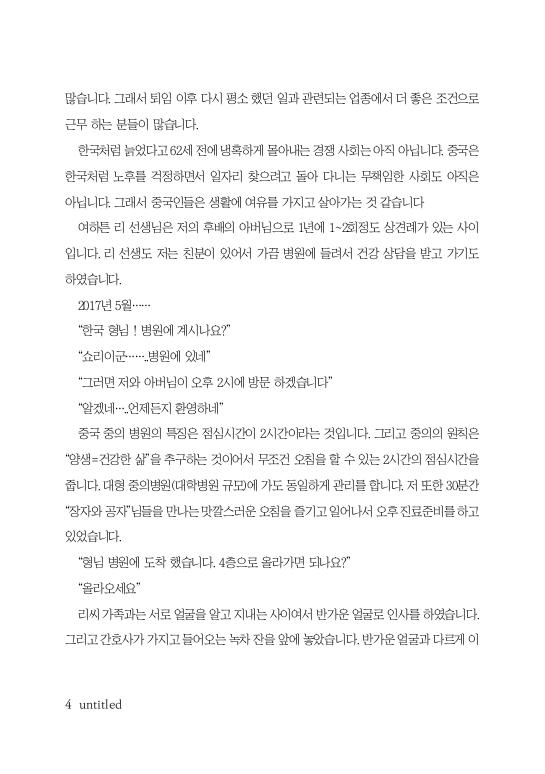 많습니다. 그래서 퇴임 이후 다시 평소 했던 일과 관련되는 업종에서 더 좋은 조건으로
근무 하는 분들이 많습니다.
한국처럼 늙었다고 62세 전에 냉혹하게 몰아내는 경쟁 사회는 아직 아닙니다. 중국은
한국처럼 노후를 걱정하면서 일자리 찾으려고 돌아 다니는 무책임한 사회도 아직은
아닙니다. 그래서 중국인들은 생활에 여유를 가지고 살아가는 것 같습니다
여하튼 리 선생님은 저의 후배의 아버님으로 1년에 1~2회정도 상견례가 있는 사이
입니다. 리 선생도 저는 친분이 있어서 가끔 병원에 들려서 건강 상담을 받고 가기도
하였습니다.
2017년 5월……
“한국 형님 ! 병원에 계시나요?”
“쇼리이군……..병원에 있네”
“그러면 저와 아버님이 오후 2시에 방문 하겠습니다”
“알겠네…..언제든지 환영하네”
중국 중의 병원의 특징은 점심시간이 2시간이라는 것입니다. 그리고 중의의 원칙은
“양생=건강한 삶”을 추구하는 것이어서 무조건 오침을 할 수 있는 2시간의 점심시간을
줍니다. 대형 중의병원(대학병원 규모)에 가도 동일하게 관리를 합니다. 저 또한 30분간
“장자와 공자”님들을 만나는 맛깔스러운 오침을 즐기고 일어나서 오후 진료준비를 하고
있었습니다.
“형님 병원에 도착 했습니다. 4층으로 올라가면 되나요?”
“올라오세요”
리씨 가족과는 서로 얼굴을 알고 지내는 사이여서 반가운 얼굴로 인사를 하였습니다.
그리고 간호사가 가지고 들어오는 녹차 잔을 앞에 놓았습니다. 반가운 얼굴과 다르게 이
4 untitled